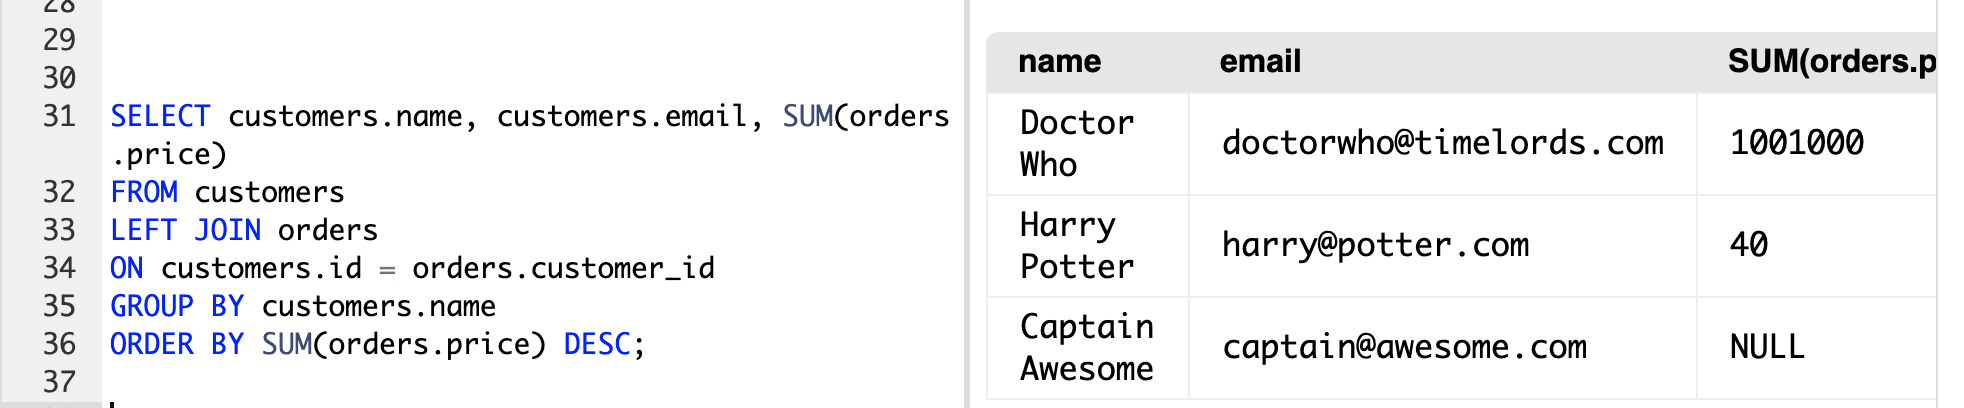 28
29
30
31 SELECT customers.name, customers.email, SUM(orders
.price)
32 FROM customers
33 LEFT JOIN orders
34 ON customers.id = orders.customer_id
35 GROUP BY customers.name
36 ORDER BY SUM(orders.price) DESC;
37
name email SUM(orders.p
Doctor
Who
doctorwho@timelords.com
1001000
Harry
Potter
harry@potter.com
40
Captain
Awesome
captain@awesome.com
NULL